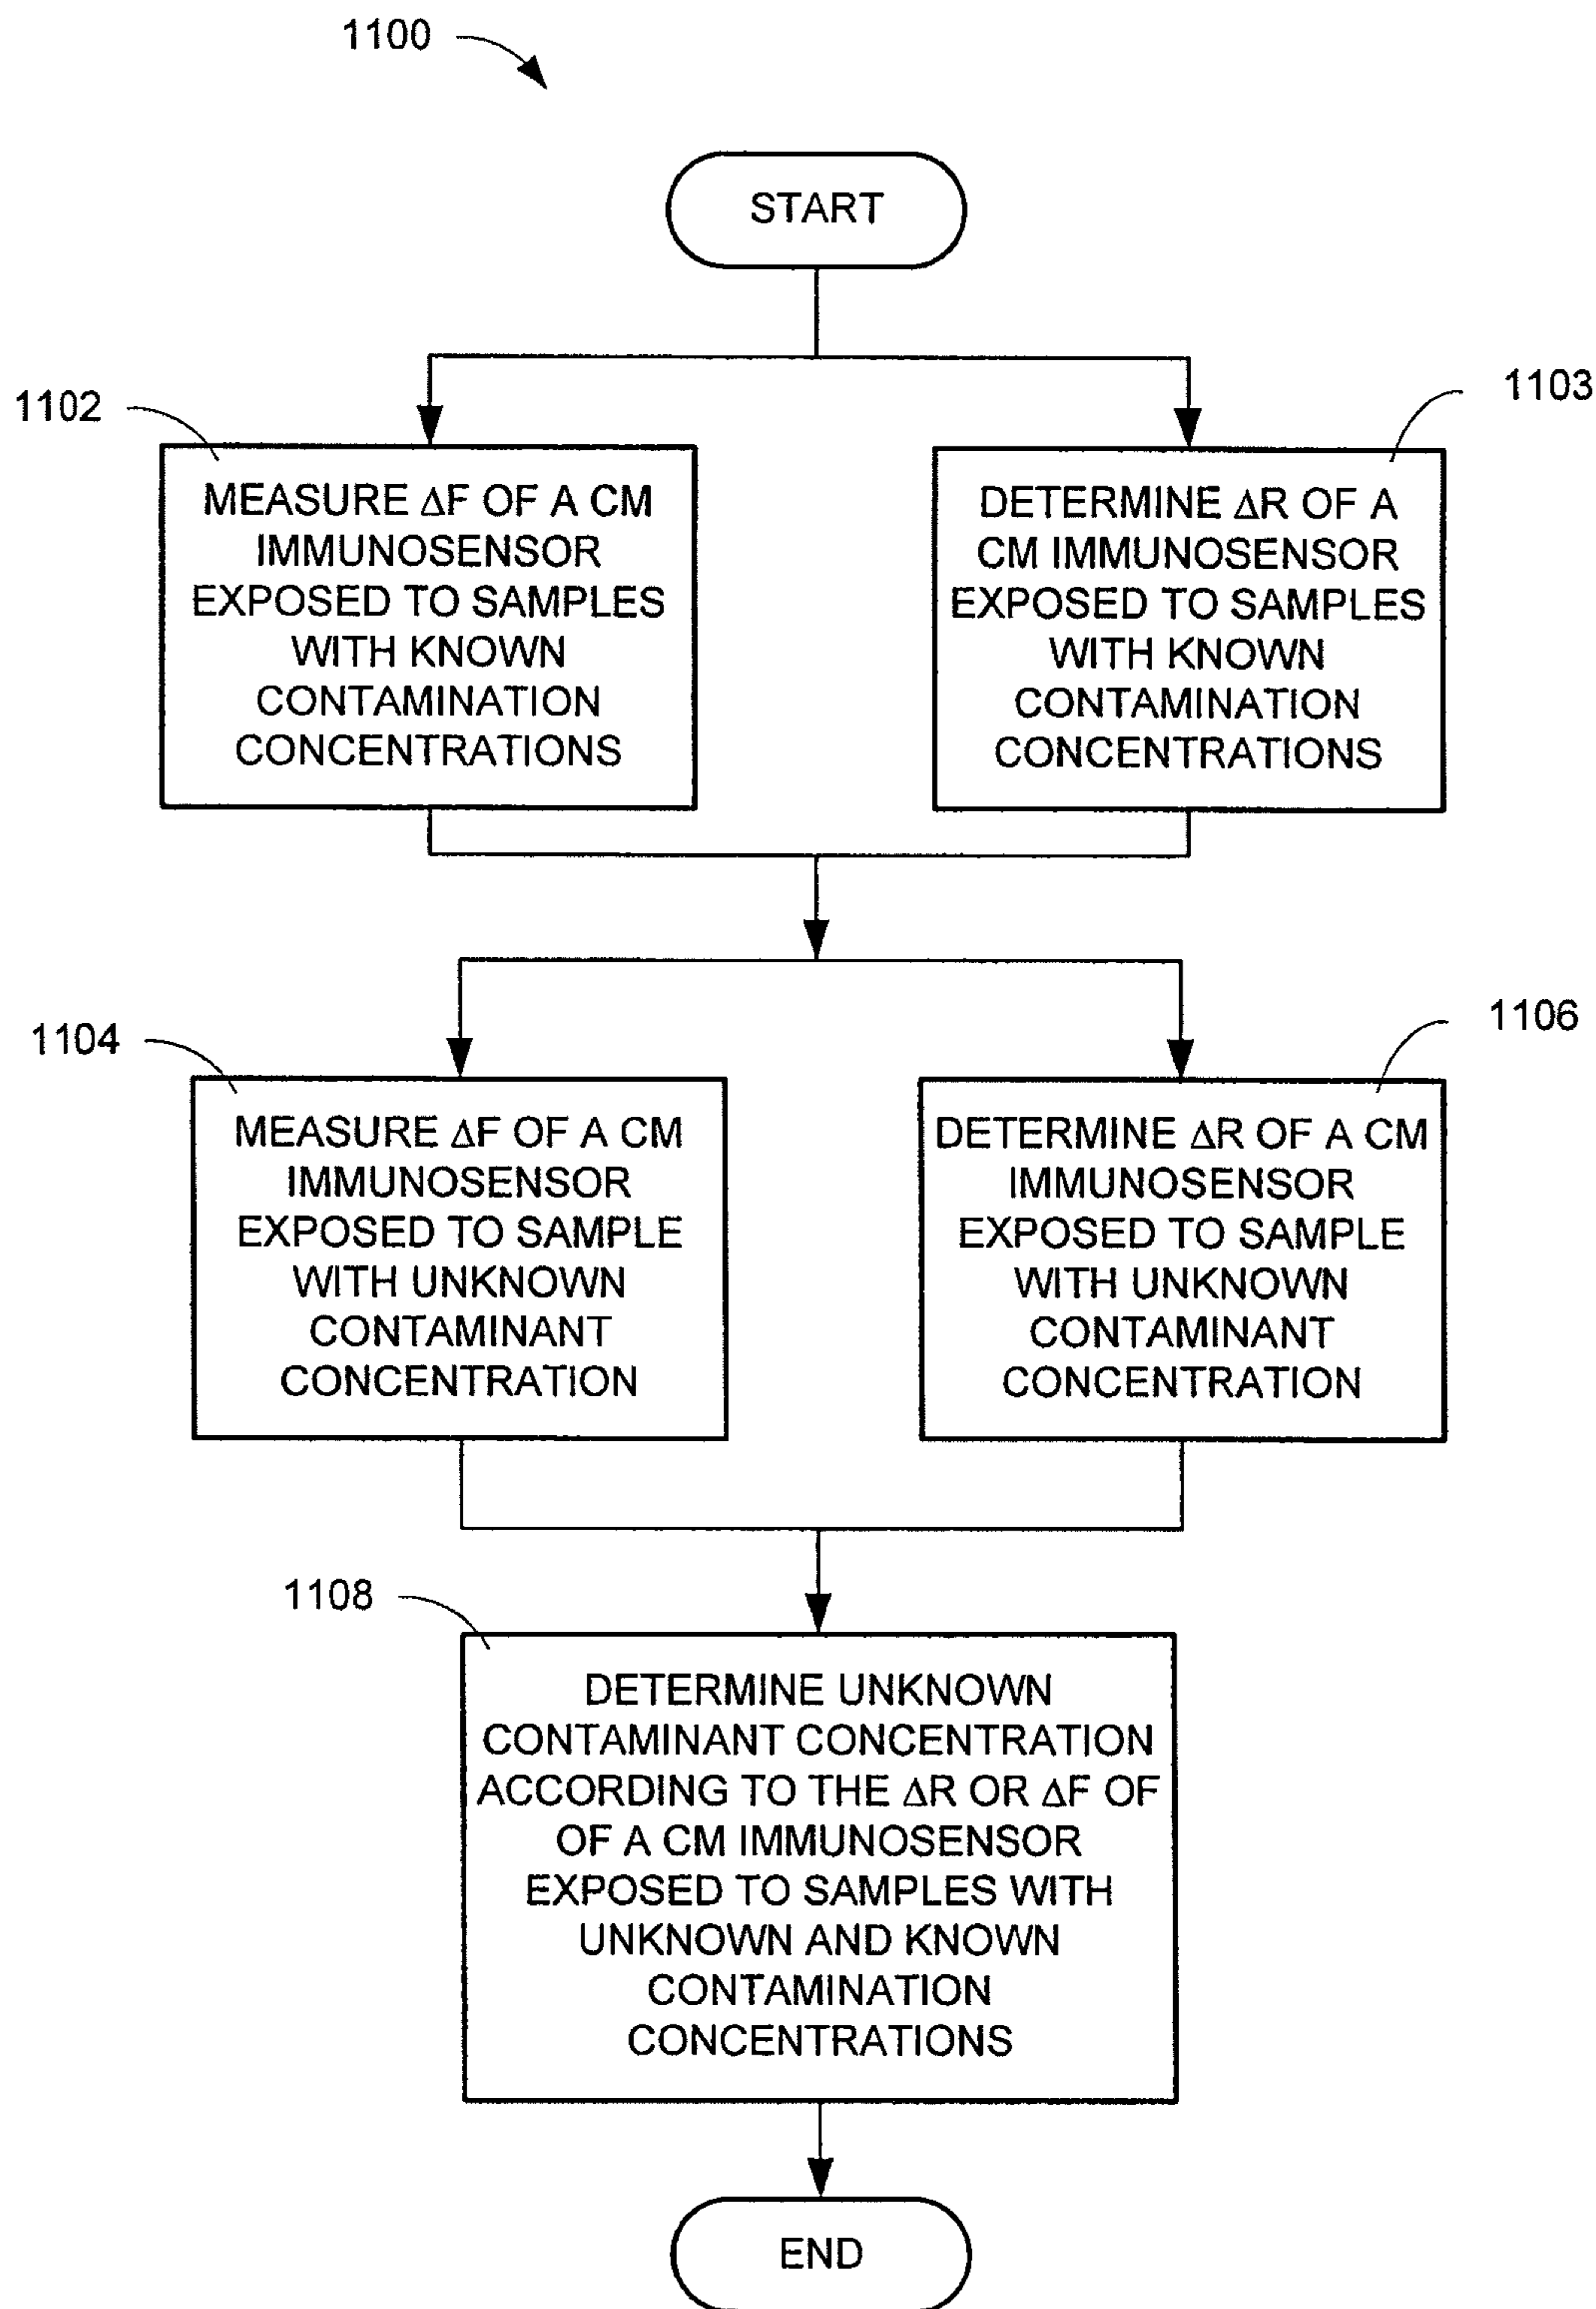 1100
START
1102
MEASURE ΔF OF A CM
IMMUNOSENSOR
EXPOSED TO SAMPLES
WITH KNOWN
CONTAMINATION
CONCENTRATIONS
1103
DETERMINE ΔR OF A
CM IMMUNOSENSOR
EXPOSED TO SAMPLES
WITH KNOWN
CONTAMINATION
CONCENTRATIONS
1104
MEASURE ΔF OF A CM
IMMUNOSENSOR
EXPOSED TO SAMPLE
WITH UNKNOWN
CONTAMINANT
CONCENTRATION
1106
DETERMINE ΔR OF A CM
IMMUNOSENSOR
EXPOSED TO SAMPLE
WITH UNKNOWN
CONTAMINANT
CONCENTRATION
1108
DETERMINE UNKNOWN
CONTAMINANT CONCENTRATION
ACCORDING TO THE ΔR OR ΔF OF
OF A CM IMMUNOSENSOR
EXPOSED TO SAMPLES WITH
UNKNOWN AND KNOWN
CONTAMINATION
CONCENTRATIONS
END